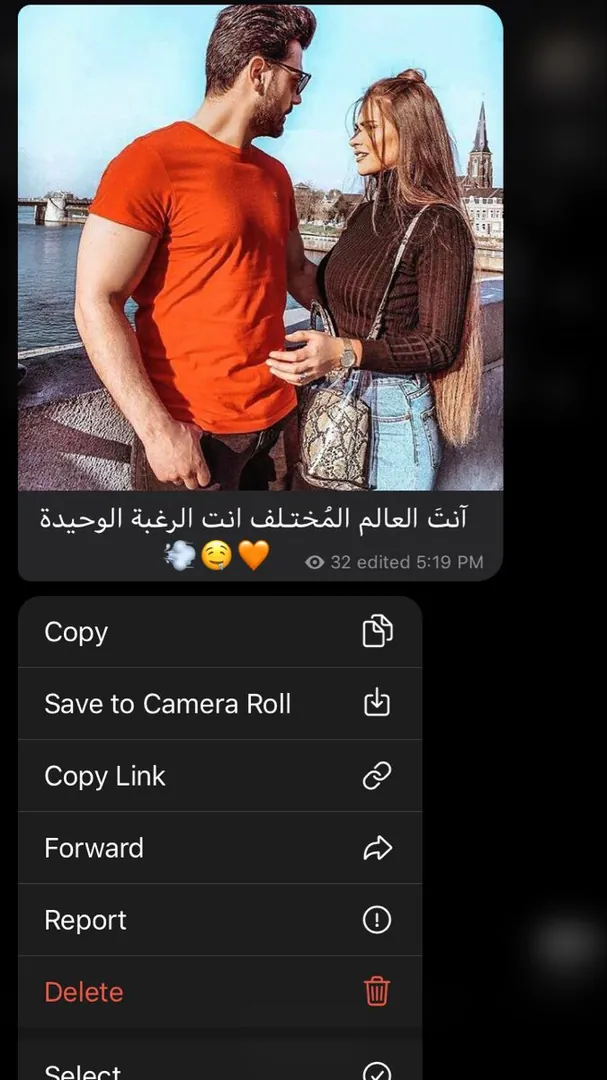 آنتَ العالم المُختـلف انت الرغبة الوحيدة
🧡🤤💨
32 edited 5:19 PM
Copy
Save to Camera Roll
Copy Link
Forward
Report
Delete
Select